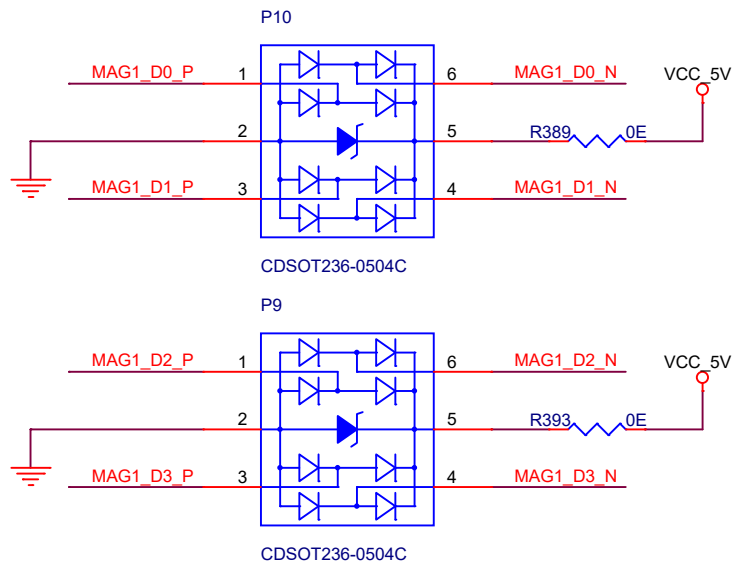 P10
MAG1_D0_P 1 6 MAG1_D0_N VCC_5V
2 5 R389 0E
MAG1_D1_P 3 4 MAG1_D1_N
CDSOT236-0504C
P9
MAG1_D2_P 1 6 MAG1_D2_N VCC_5V
2 5 R393 0E
MAG1_D3_P 3 4 MAG1_D3_N
CDSOT236-0504C